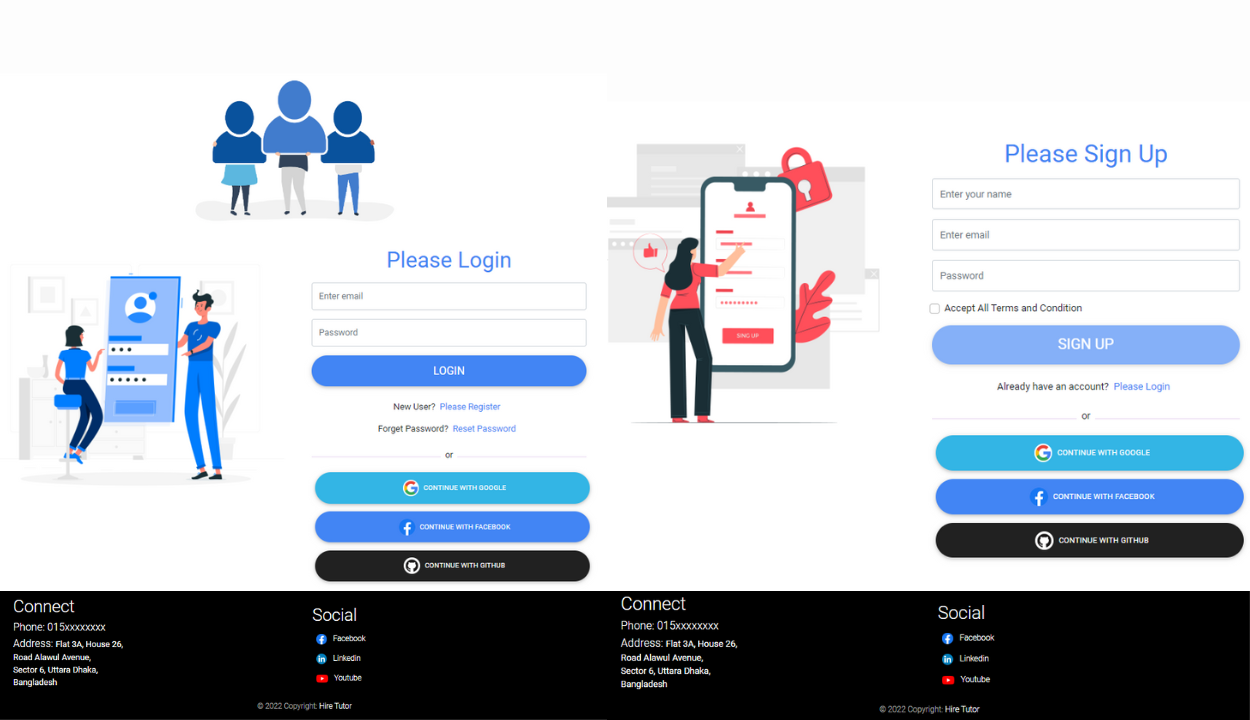 Please Login
Enter email
Password
LOGIN
New User? Please Register
Forget Password? Reset Password
or
CONTINUE WITH GOOGLE
CONTINUE WITH FACEBOOK
CONTINUE WITH GITHUB
Connect
Phone: 015xxxxxxxx
Address: Flat 3A, House 26,
Road Alawul Avenue,
Sector 6, Uttara Dhaka,
Bangladesh
Social
Facebook
Linkedin
Youtube
© 2022 Copyright: Hire Tutor
SING UP
Please Sign Up
Enter your name
Enter email
Password
Accept All Terms and Condition
SIGN UP
Already have an account? Please Login
or
CONTINUE WITH GOOGLE
CONTINUE WITH FACEBOOK
CONTINUE WITH GITHUB
Connect
Phone: 015xxxxxxxx
Address: Flat 3A, House 26,
Road Alawul Avenue,
Sector 6, Uttara Dhaka,
Bangladesh
Social
Facebook
Linkedin
Youtube
© 2022 Copyright: Hire Tutor